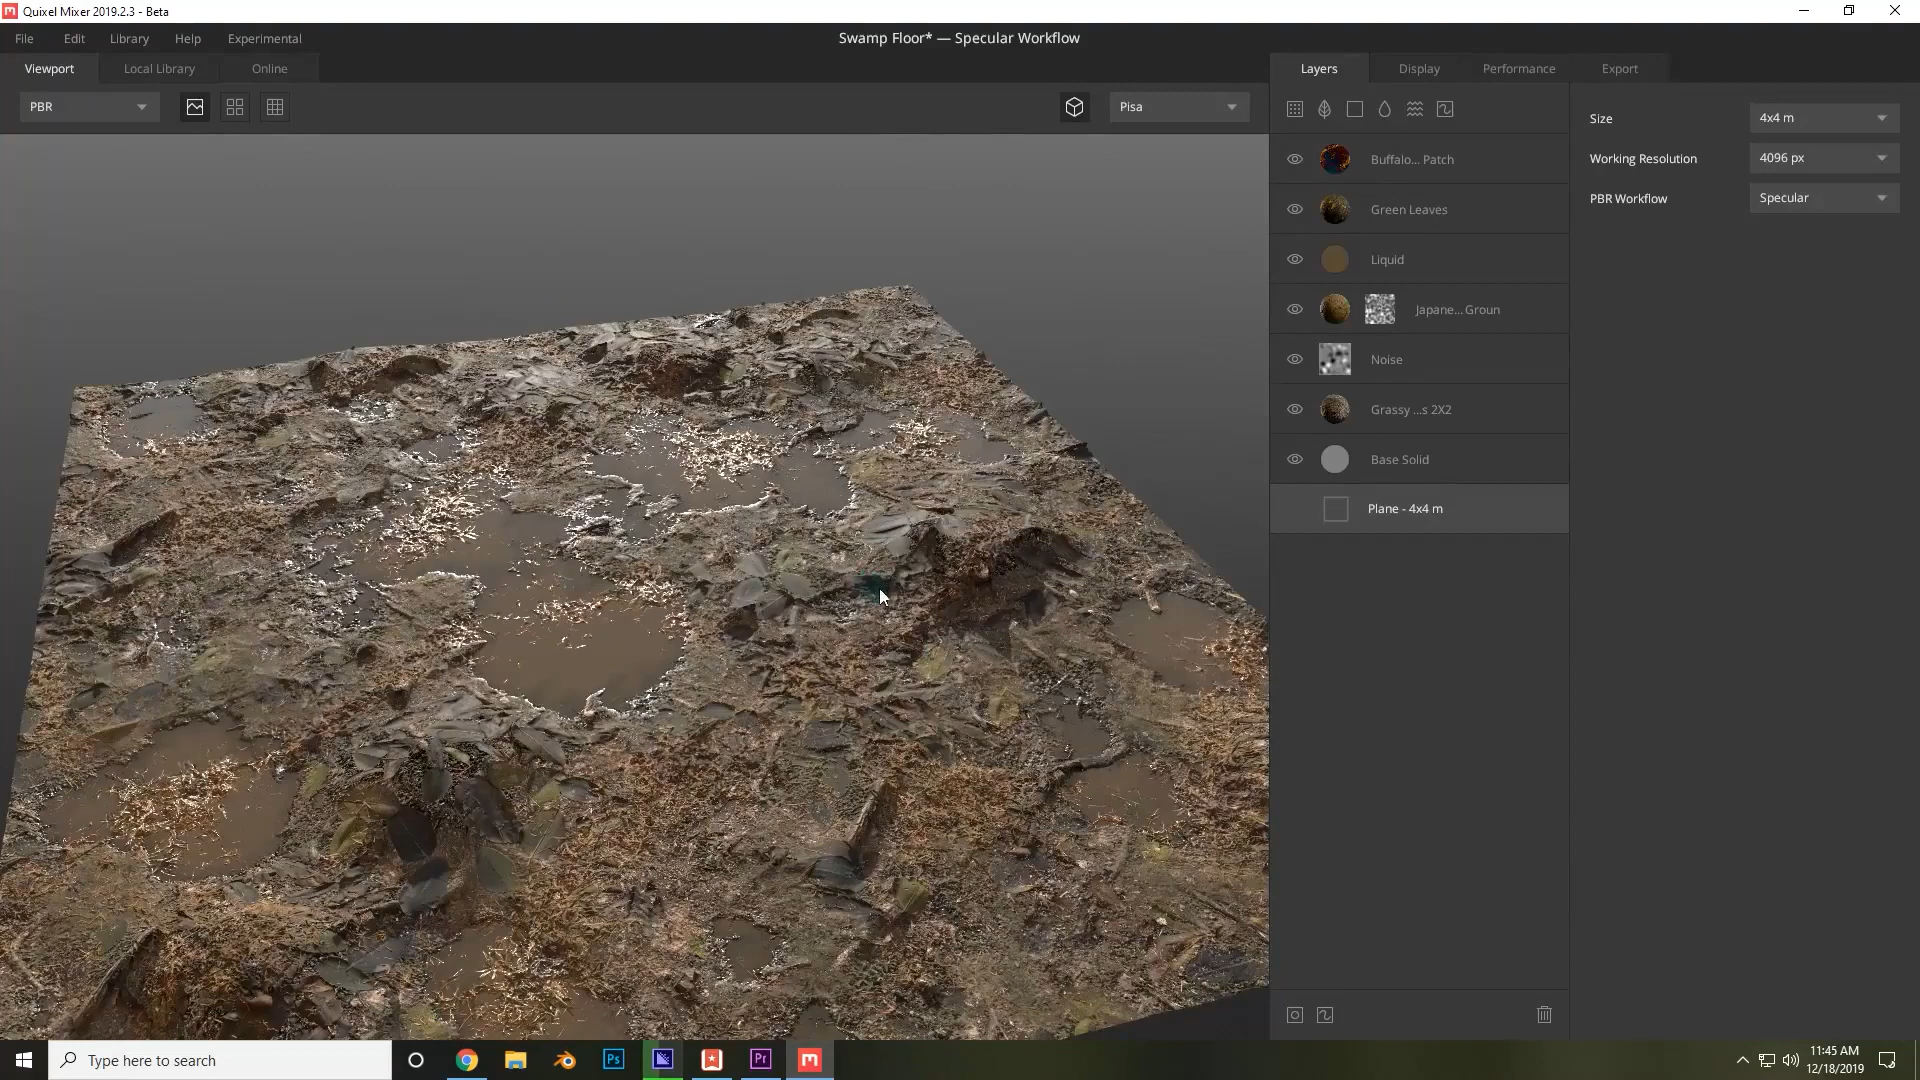 Quixel Mixer 2019.2.3 - Beta
File Edit Library Help Experimental
Swamp Floor* — Specular Workflow
Viewport Local Library Online
Layers Display Performance Export
PBR
Pisa
Size 4x4 m
Working Resolution 4096 px
PBR Workflow Specular
Buffalo... Patch
Green Leaves
Liquid
Japane... Groun
Noise
Grassy ...s 2X2
Base Solid
Plane - 4x4 m
Type here to search
Ps
Pr
11:45 AM
12/18/2019